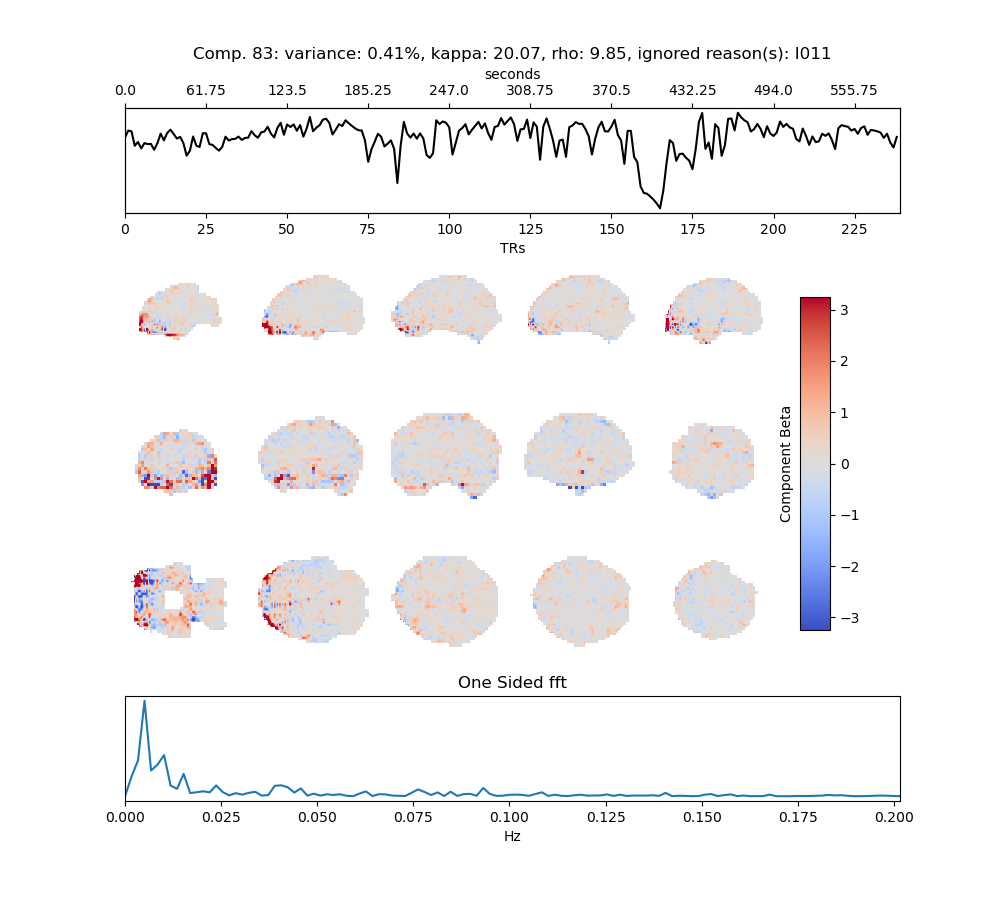 Comp. 83: variance: 0.41%, kappa: 20.07, rho: 9.85, ignored reason(s): I011
seconds
0.0 61.75 123.5 185.25 247.0 308.75 370.5 432.25 494.0 555.75
0 25 50 75 100 125 150 175 200 225
TRs
3
2
1
0
−1
−2
−3
Component Beta
One Sided fft
0.000 0.025 0.050 0.075 0.100 0.125 0.150 0.175 0.200
Hz